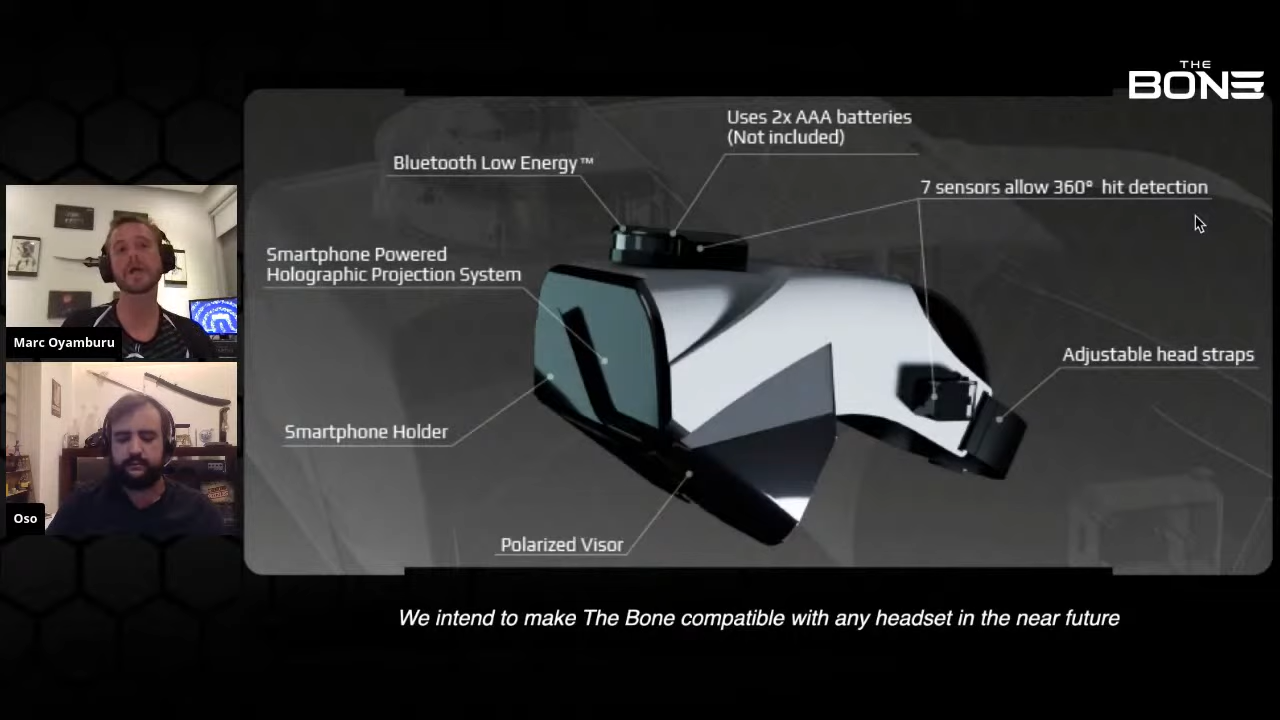 THE
BONE
Uses 2x AAA batteries
(Not included)
Bluetooth Low Energy™
7 sensors allow 360° hit detection
Smartphone Powered
Holographic Projection System
Marc Oyamburu
Adjustable head straps
Smartphone Holder
Oso
Polarized Visor
We intend to make The Bone compatible with any headset in the near future